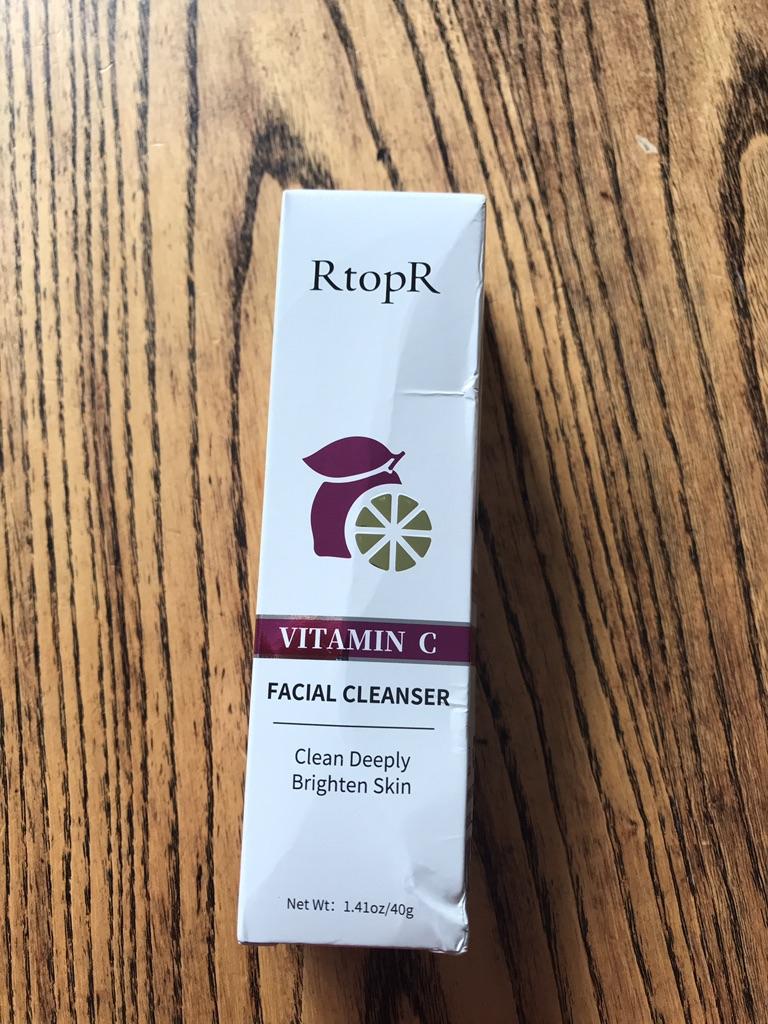 RtopR
VITAMIN C
FACIAL CLEANSER
Clean Deeply
Brighten Skin
Net Wt: 1.41oz/40g